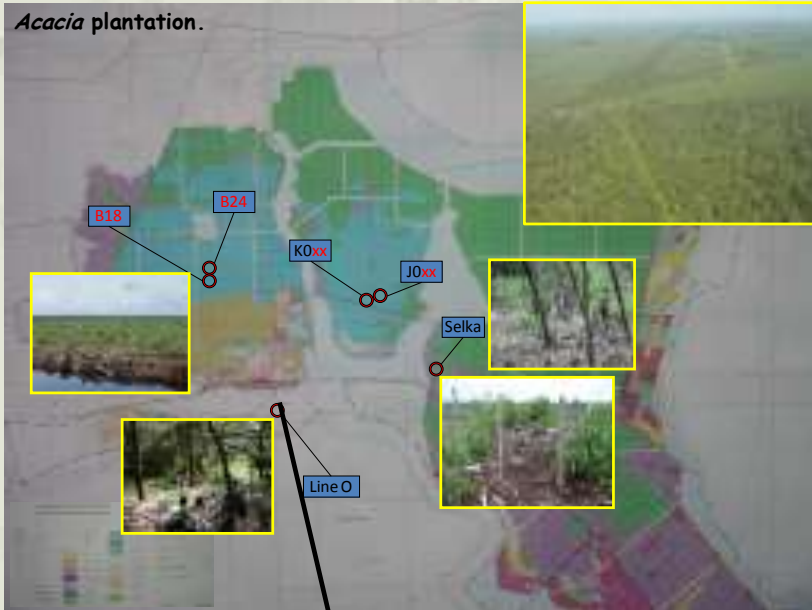 Acacia plantation.
B24
B18
K0xx
J0xx
Selka
Line O